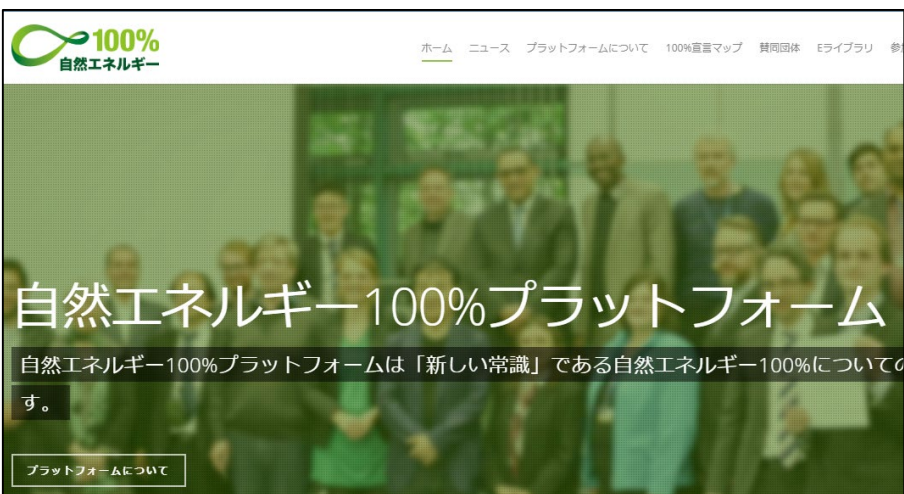 100%
自然エネルギー
ホーム ニュース プラットフォームについて 100%宣言マップ 賛同団体 Eライブラリ
自然エネルギー100%プラットフォーム
自然エネルギー100%プラットフォームは「新しい常識」である自然エネルギー100%についての
す。
プラットフォームについて